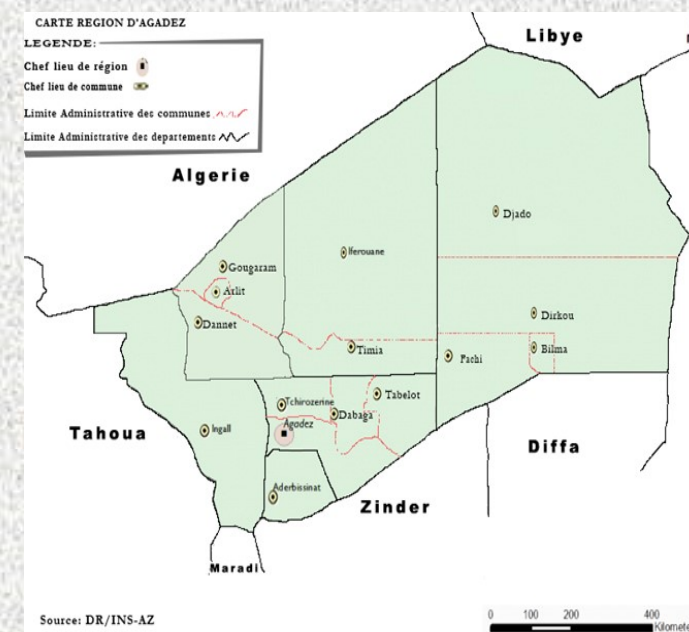 CARTE REGION D'AGADEZ
LEGENDE:
Chef lieu de région
Chef lieu de commune
Limite Administrative des communes
Limite Administrative des departements
Libye
Algerie
Djado
Iferouane
Gougaram
Arlit
Dannet
Dirkou
Timia
Bilma
Fachi
Tchirozerine
Tabelot
Dabaga
Agadez
Ingall
Tahoua
Diffa
Aderbissinat
Zinder
Maradi
Source: DR/INS-AZ
0 100 200 400